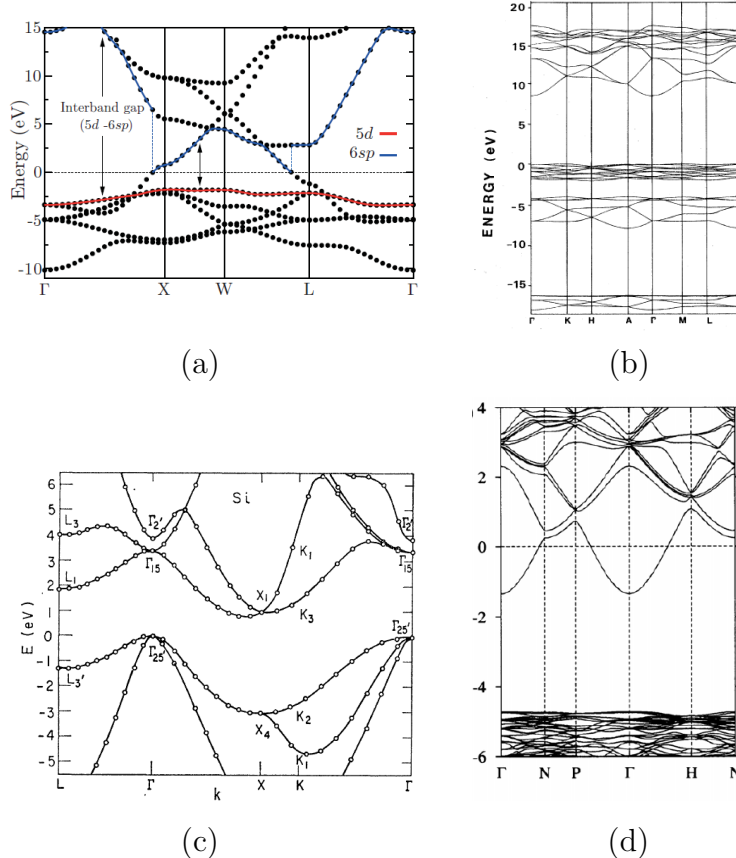 15
10
5
0
-5
-10
Energy (eV)
Interband gap
(5d -6sp)
5d
6sp
Γ X W L Γ
(a)
20
15
10
5
0
-5
-10
-15
ENERGY (eV)
Γ K H A Γ M L
(b)
6
5
4
3
2
1
0
-1
-2
-3
-4
-5
E (eV)
Si
L3
L1
L3'
Γ2'
Γ15
Γ25'
X1
X4
K1
K3
K2
K1
Γ2'
Γ15
Γ25'
L Γ k X K Γ
(c)
4
2
0
-2
-4
-6
Γ N P Γ H N
(d)